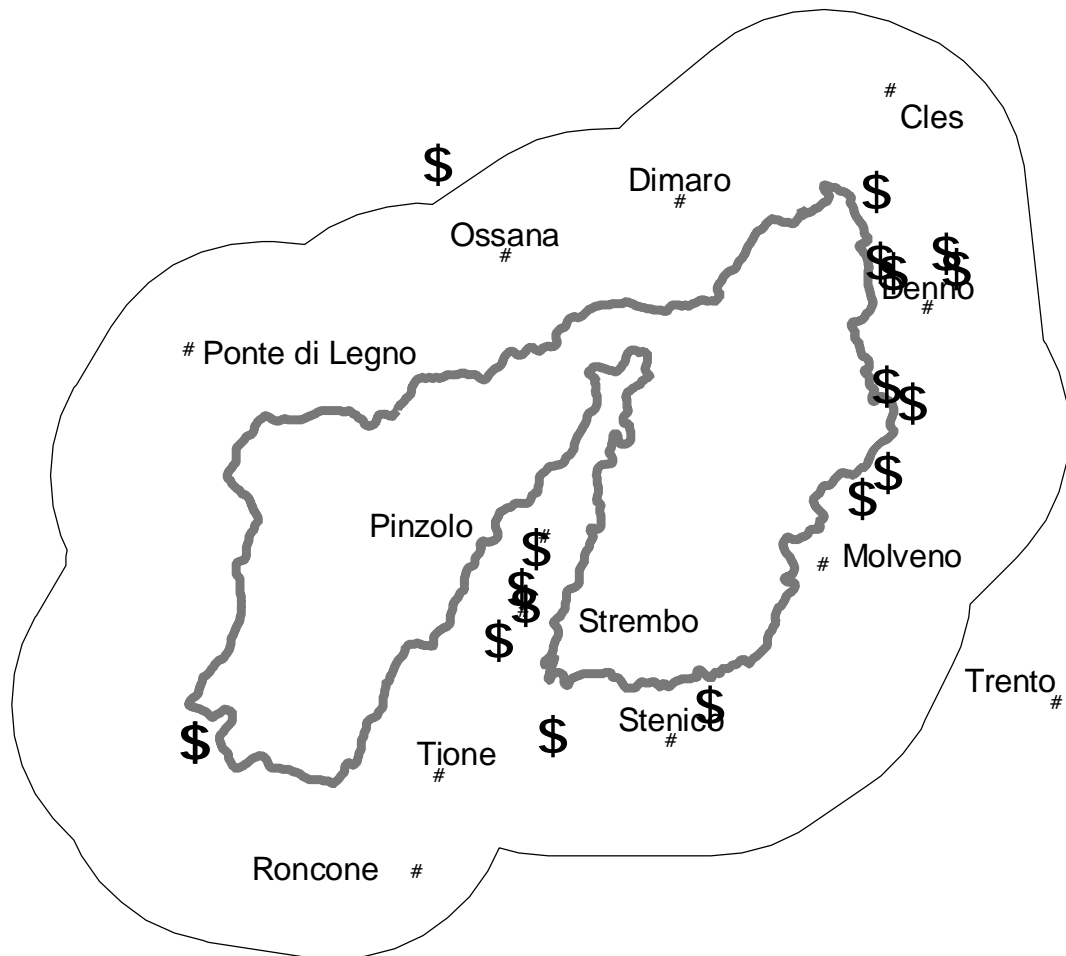 #
Cles
$
Dimaro
#
$
Ossana
#
$
$
$
$
$
Denno
#
#
Ponte di Legno
$
$
$
$
Pinzolo
#
$
#
Molveno
$
$
#
Strembo
$
Trento
#
$
Stenico
#
$
$
Tione
#
Roncone
#